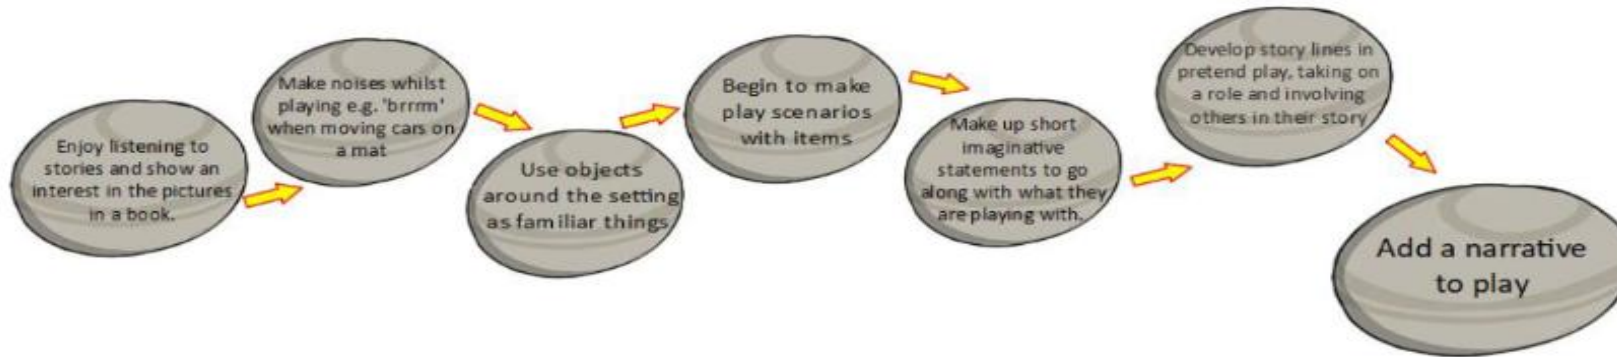 Enjoy listening to
stories and show an
interest in the pictures
in a book.
Make noises whilst
playing e.g. 'brrm'
when moving cars on
a mat
Use objects
around the setting
as familiar things
Begin to make
play scenarios
with items
Make up short
imaginative
statements to go
along with what they
are playing with.
Develop story lines in
pretend play, taking on
a role and involving
others in their story
Add a narrative
to play